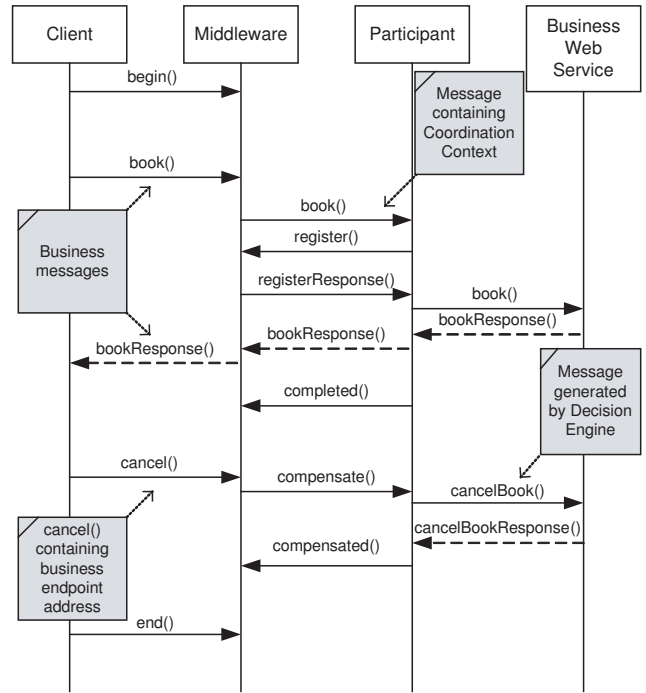 Client
Middleware
Participant
Business
Web
Service
begin()
Message
containing
Coordination
Context
book()
book()
register()
Business
messages
registerResponse()
book()
bookResponse()
bookResponse()
bookResponse()
Message
generated
by Decision
Engine
completed()
cancel()
compensate()
cancelBook()
cancel()
containing
business
endpoint
address
cancelBookResponse()
compensated()
end()